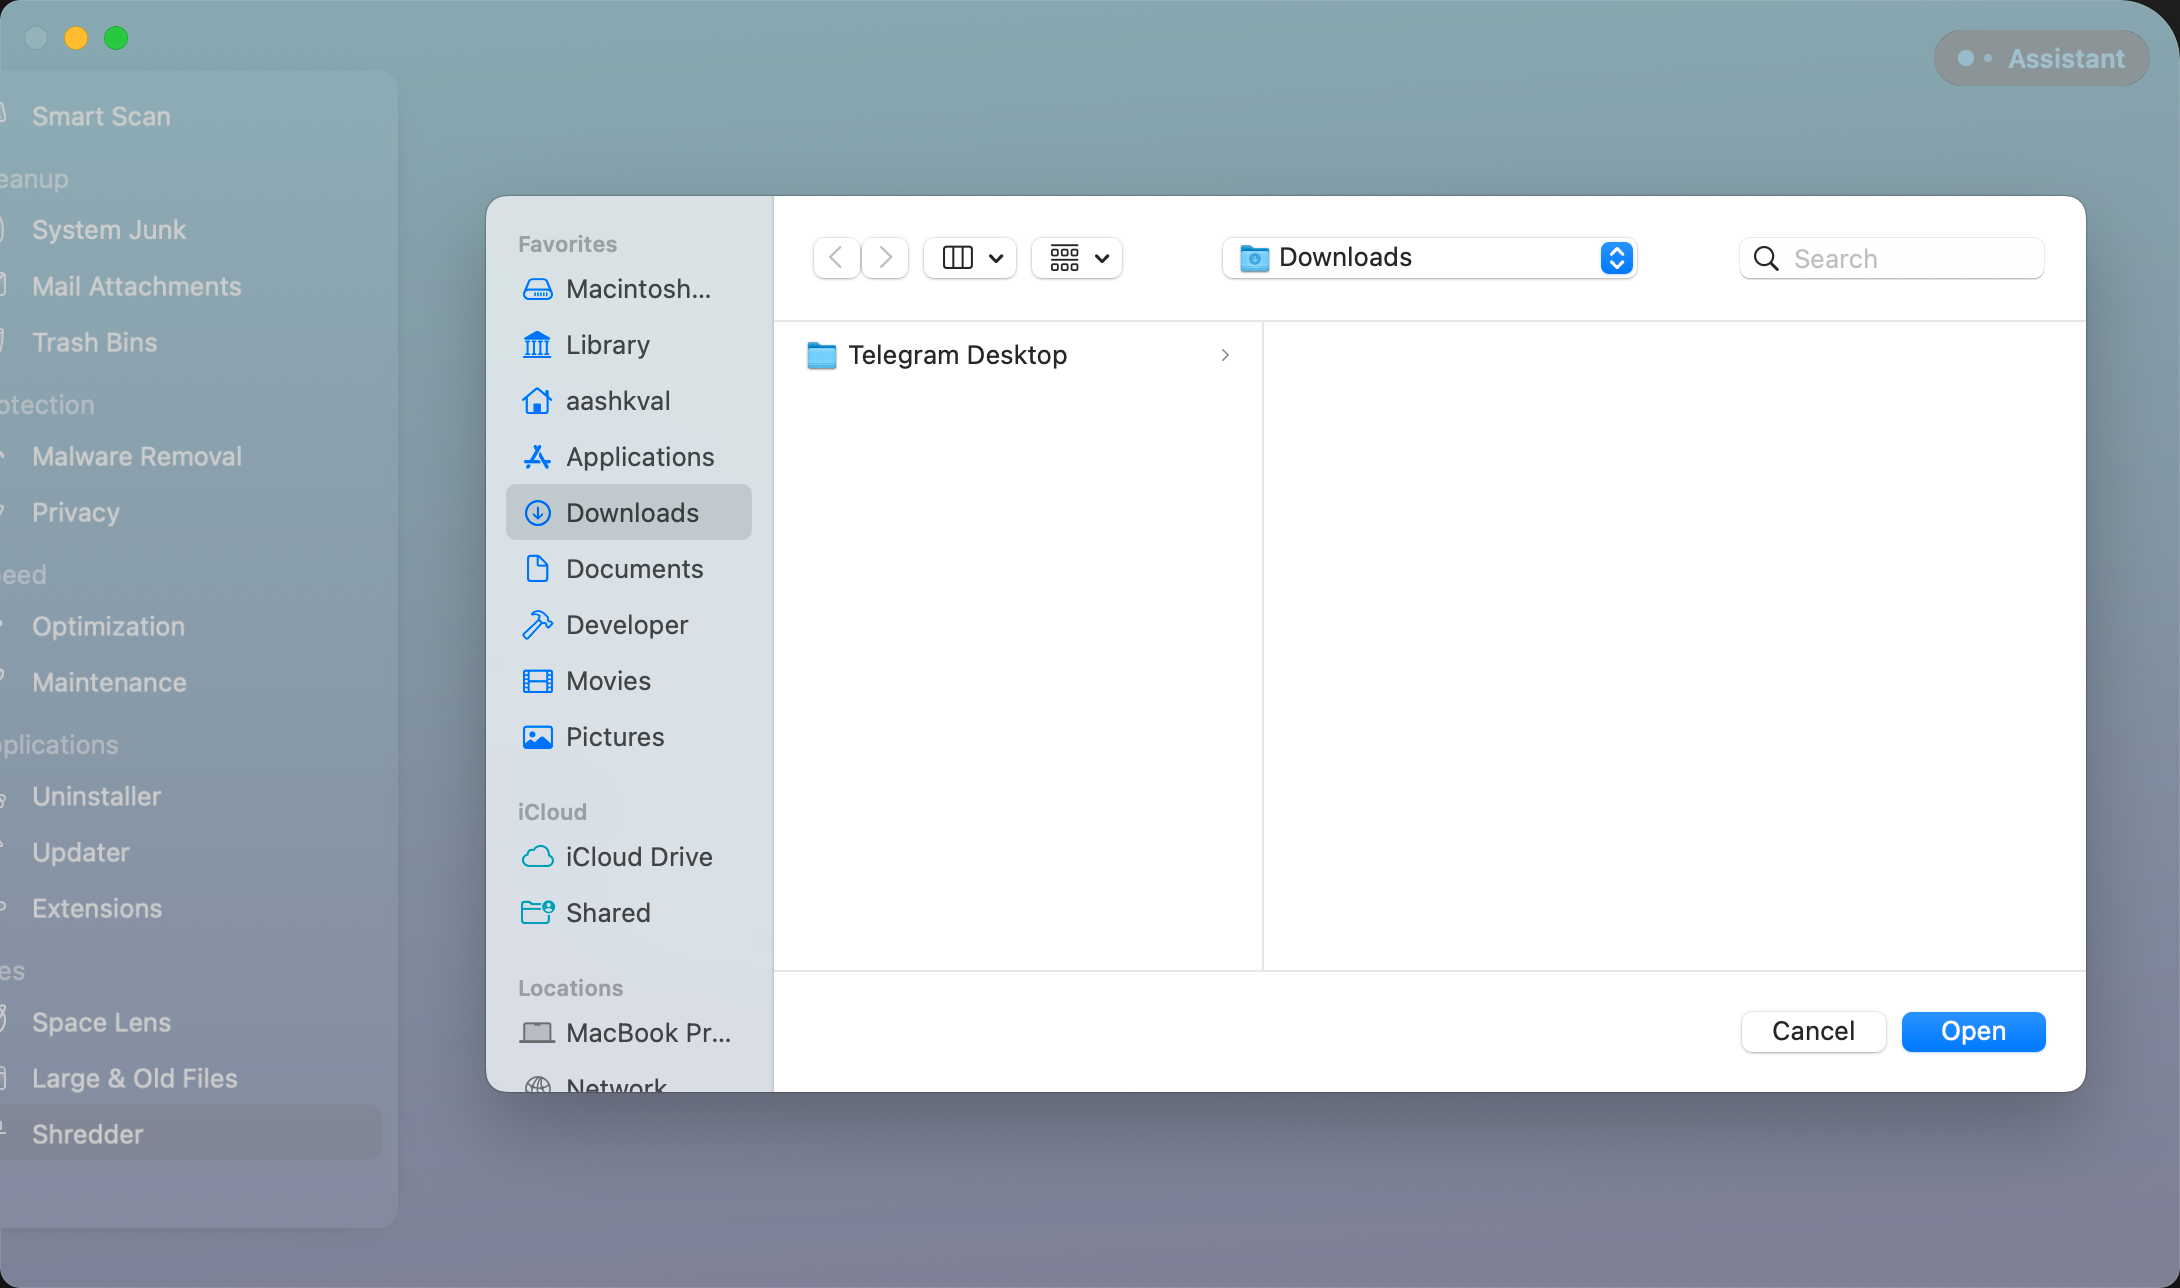 Assistant
Smart Scan
eanup
System Junk
Mail Attachments
Trash Bins
otection
Malware Removal
Privacy
eed
Optimization
Maintenance
plications
Uninstaller
Updater
Extensions
es
Space Lens
Large & Old Files
Shredder
Favorites
Macintosh...
Library
aashkval
Applications
Downloads
Documents
Developer
Movies
Pictures
iCloud
iCloud Drive
Shared
Locations
MacBook Pr...
Network
Downloads
Search
Telegram Desktop
Cancel
Open